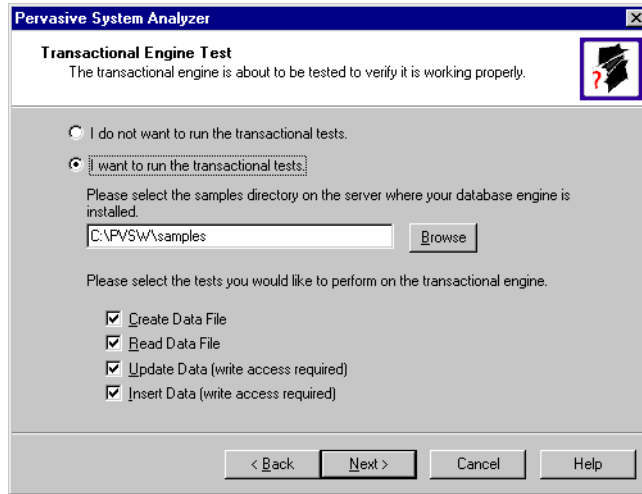 Pervasive System Analyzer
Transactional Engine Test
The transactional engine is about to be tested to verify it is working properly.
?
I do not want to run the transactional tests.
I want to run the transactional tests.
Please select the samples directory on the server where your database engine is
installed.
C:\PVSW\samples
Browse
Please select the tests you would like to perform on the transactional engine.
Create Data File
Read Data File
Update Data (write access required)
Insert Data (write access required)
< Back
Next >
Cancel
Help